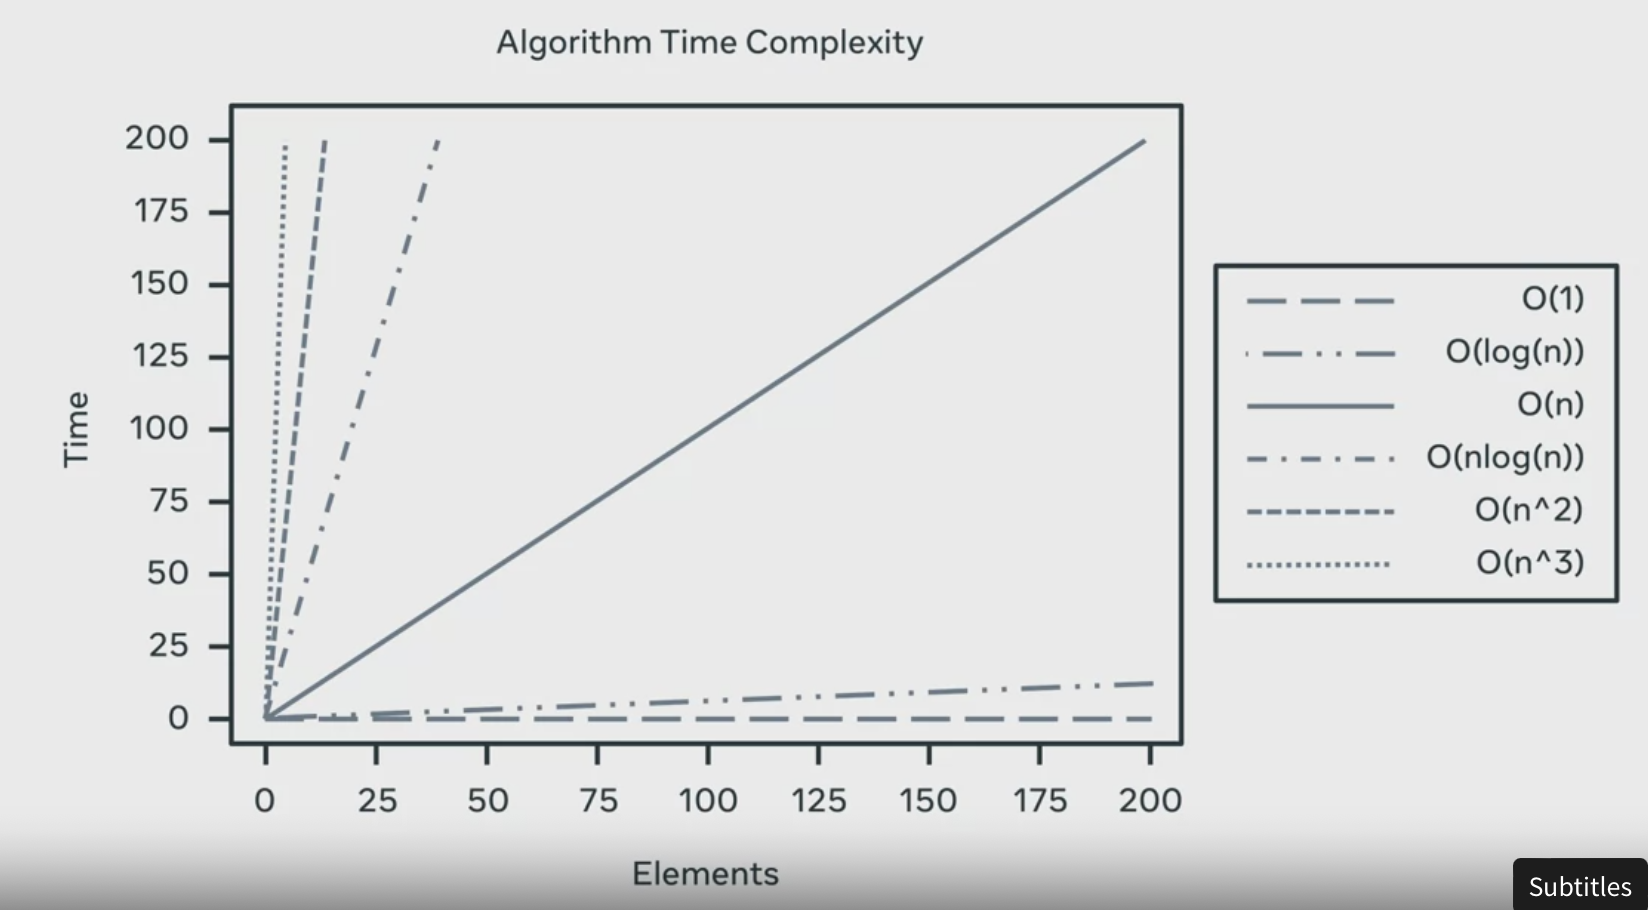 Algorithm Time Complexity
200
175
150
125
100
75
50
25
0
Time
0 25 50 75 100 125 150 175 200
Elements
O(1)
O(log(n))
O(n)
O(nlog(n))
O(n^2)
O(n^3)
Subtitles